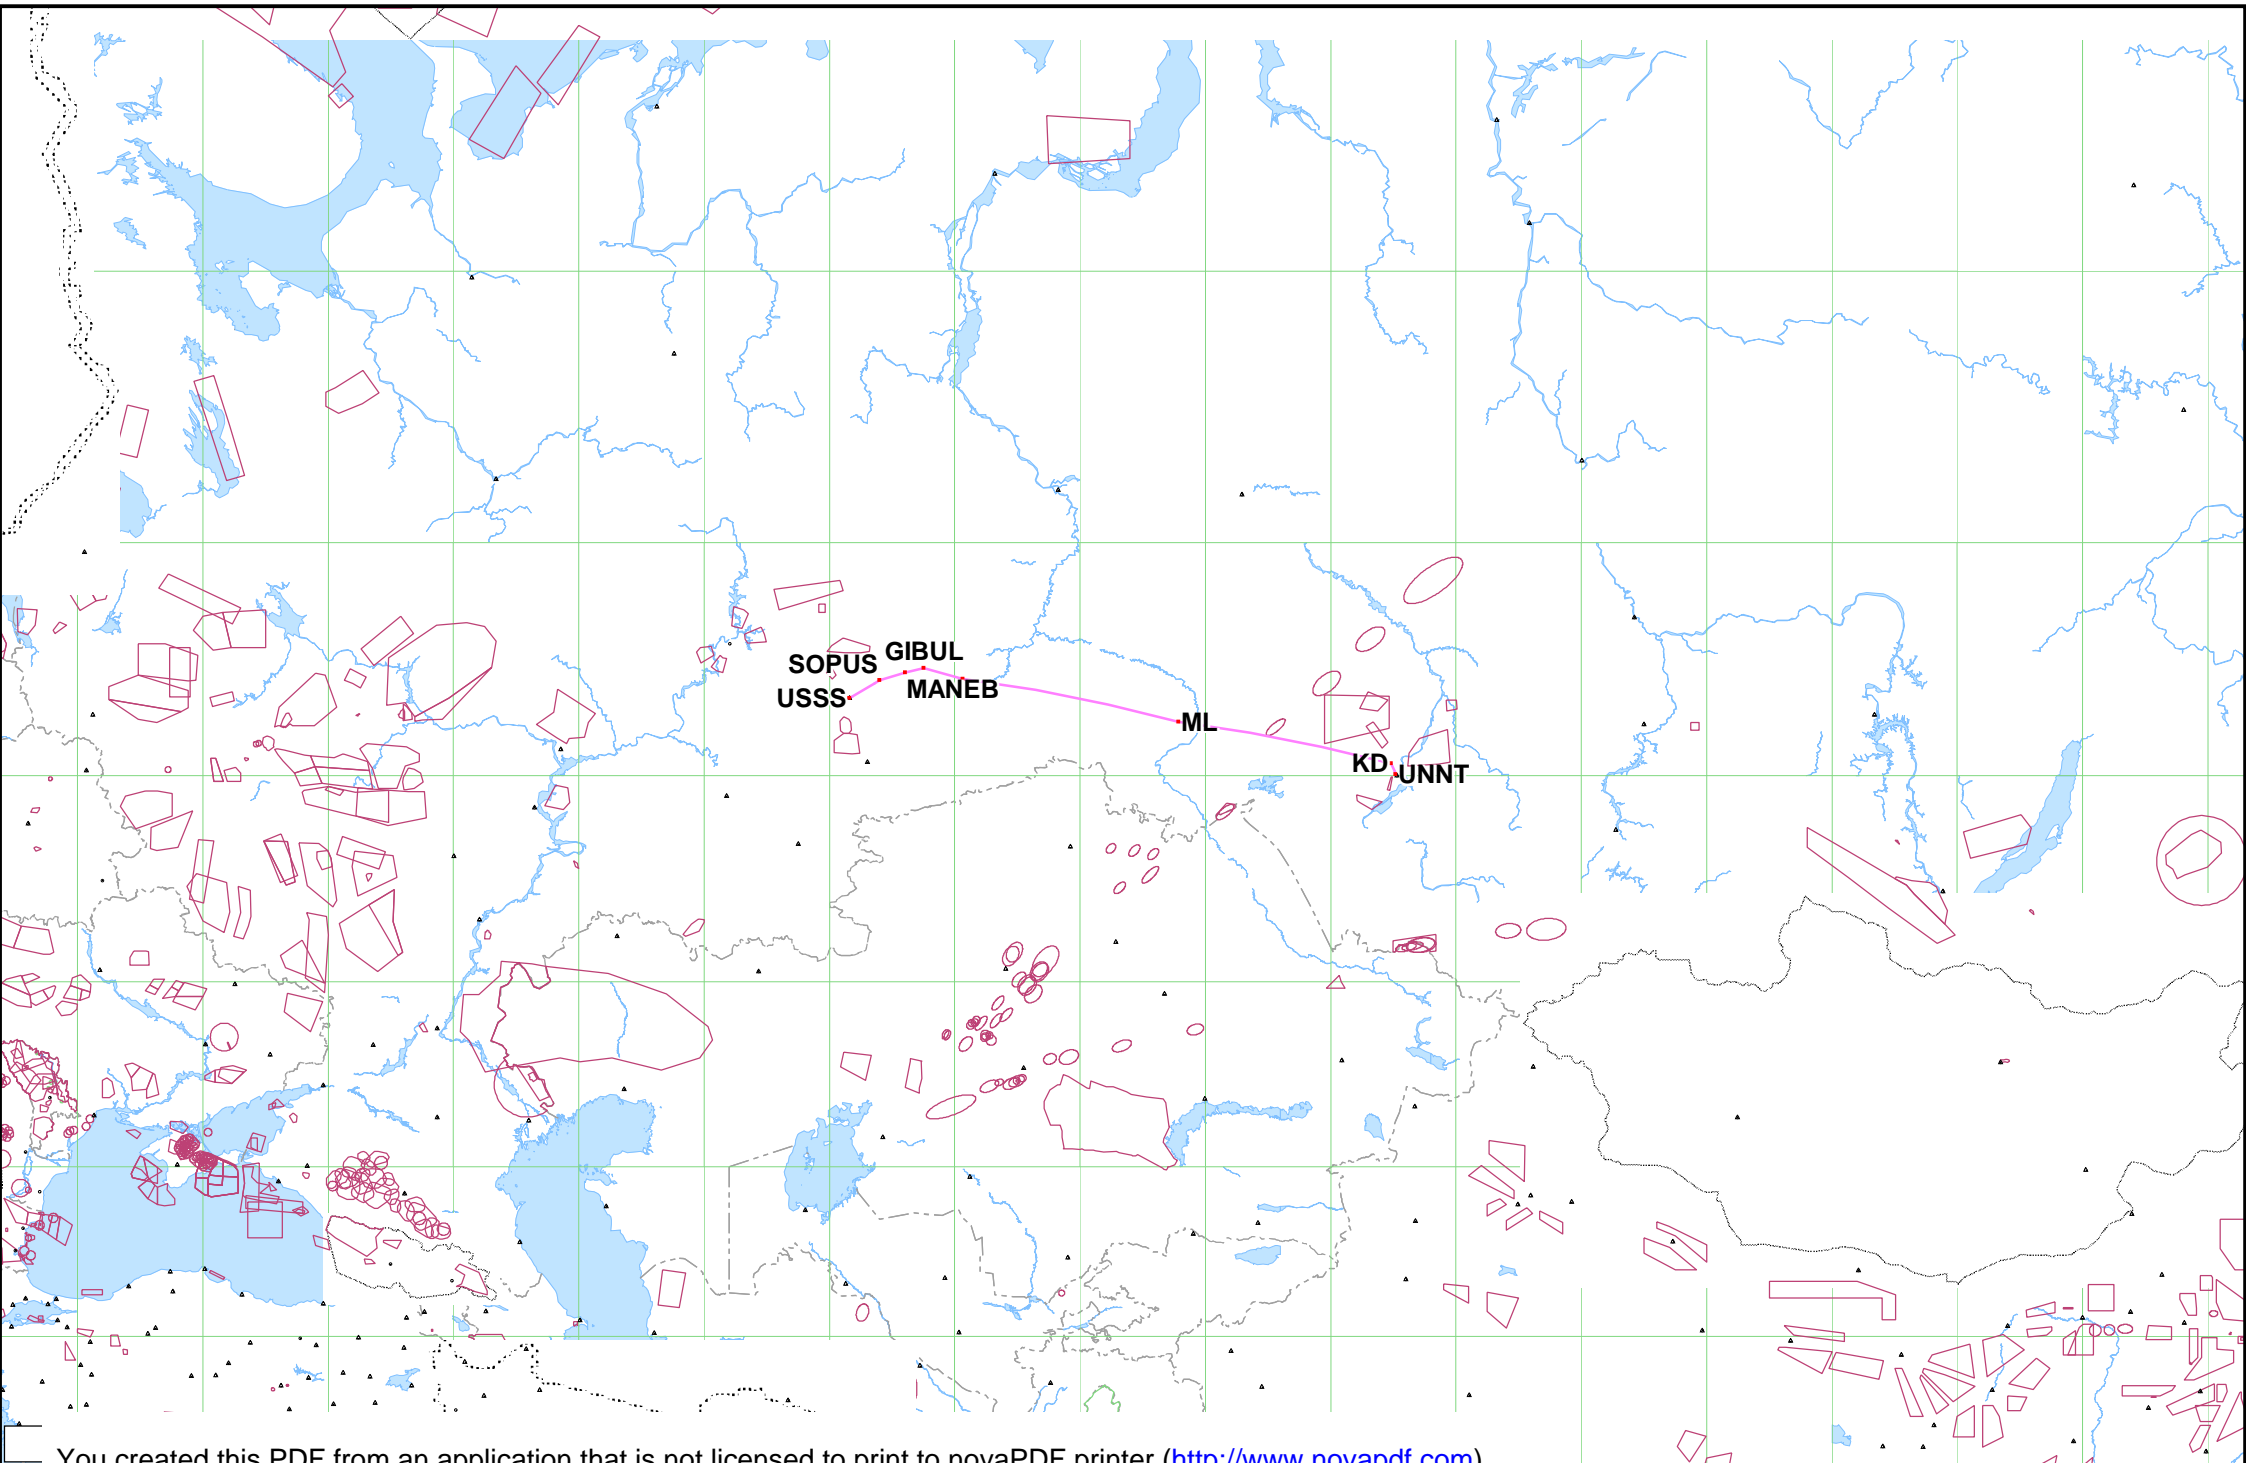 GIBUL
SOPUS
MANEB
USSS
ML
KD
UNNT
You created this PDF from an application that is not licensed to print to novaPDF printer (http://www.novapdf.com)